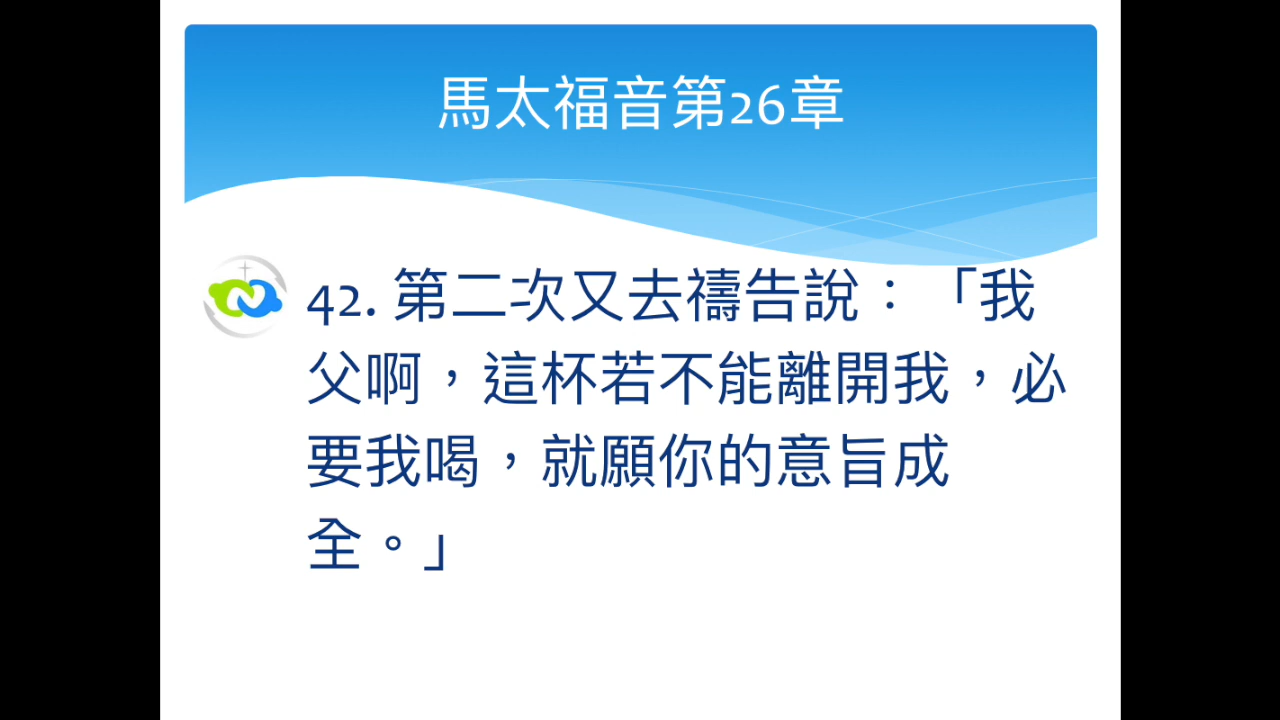 馬太福音第26章
42. 第二次又去禱告說：「我
父啊，這杯若不能離開我，必
要我喝，就願你的意旨成
全。」